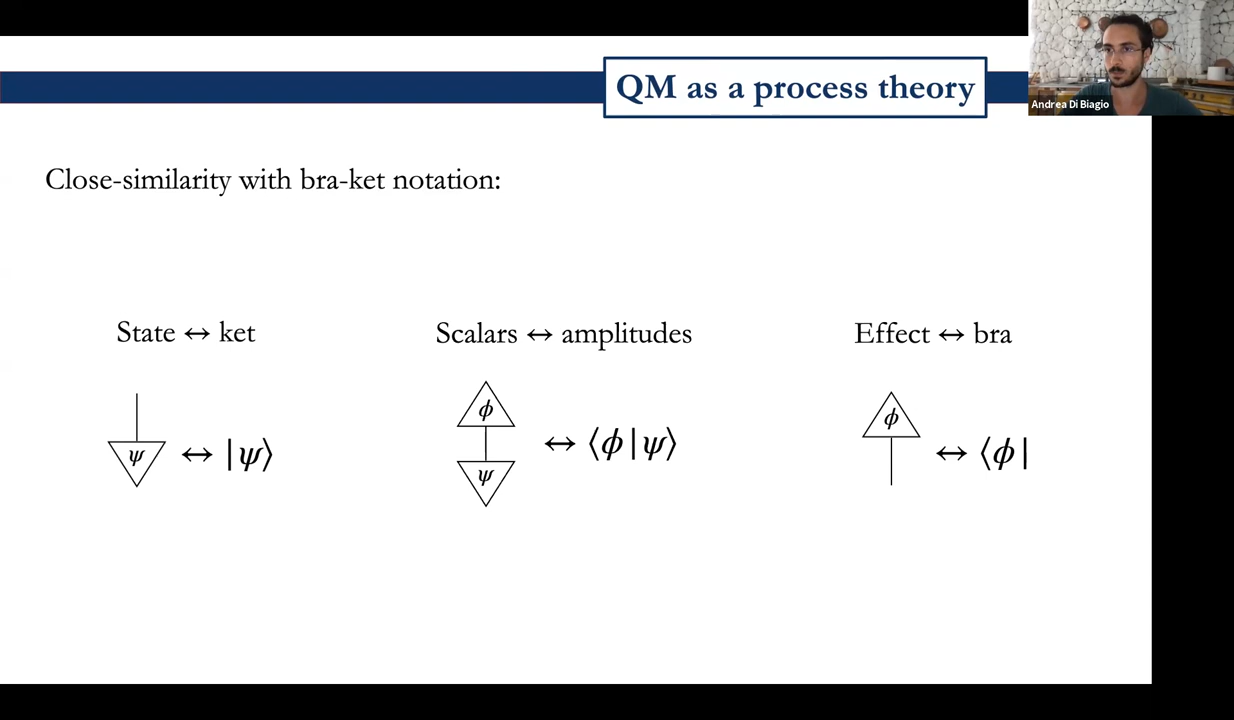 QM as a process theory
Andrea Di Biagio
Close-similarity with bra-ket notation:
State ↔ ket
Scalars ↔ amplitudes
Effect ↔ bra
ψ ↔ |ψ⟩
ϕ
ψ
↔ ⟨ϕ|ψ⟩
ϕ ↔ ⟨ϕ|